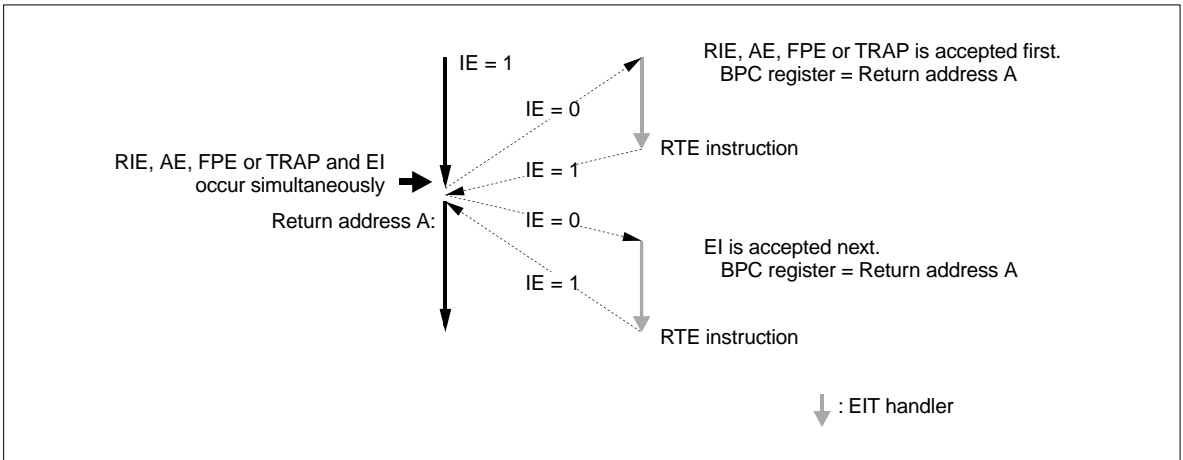 IE = 1
RIE, AE, FPE or TRAP is accepted first.
BPC register = Return address A
IE = 0
RTE instruction
RIE, AE, FPE or TRAP and EI
occur simultaneously
IE = 1
Return address A:
IE = 0
EI is accepted next.
BPC register = Return address A
IE = 1
RTE instruction
: EIT handler